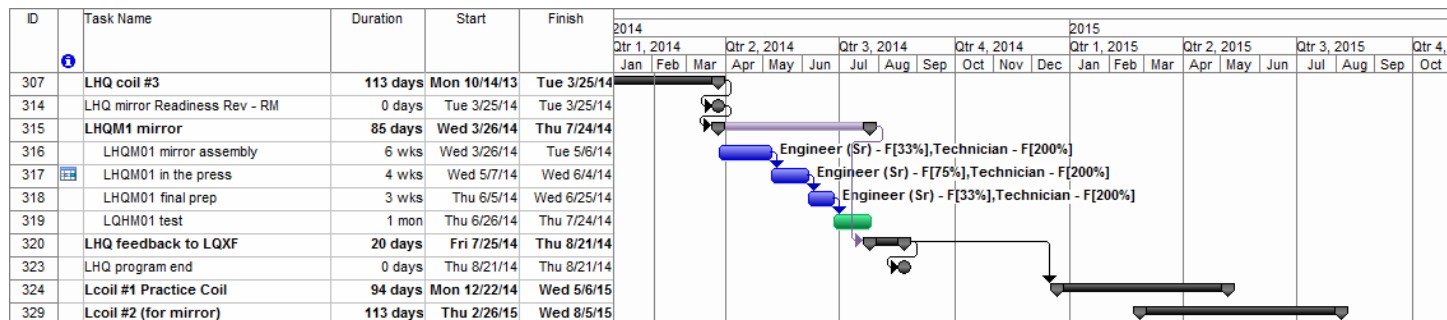 ID Task Name Duration Start Finish
2014 2015
Qtr 1, 2014 Qtr 2, 2014 Qtr 3, 2014 Qtr 4, 2014 Qtr 1, 2015 Qtr 2, 2015 Qtr 3, 2015 Qtr 4,
Jan Feb Mar Apr May Jun Jul Aug Sep Oct Nov Dec Jan Feb Mar Apr May Jun Jul Aug Sep Oct
307 LHQ coil #3 113 days Mon 10/14/13 Tue 3/25/14
314 LHQ mirror Readiness Rev - RM 0 days Tue 3/25/14 Tue 3/25/14
315 LHQM1 mirror 85 days Wed 3/26/14 Thu 7/24/14
316 LHQM01 mirror assembly 6 wks Wed 3/26/14 Tue 5/6/14 Engineer (Sr) - F[33%],Technician - F[200%]
317 LHQM01 in the press 4 wks Wed 5/7/14 Wed 6/4/14 Engineer (Sr) - F[75%],Technician - F[200%]
318 LHQM01 final prep 3 wks Thu 6/5/14 Wed 6/25/14 Engineer (Sr) - F[33%],Technician - F[200%]
319 LQHM01 test 1 mon Thu 6/26/14 Thu 7/24/14
320 LHQ feedback to LQXF 20 days Fri 7/25/14 Thu 8/21/14
323 LHQ program end 0 days Thu 8/21/14 Thu 8/21/14
324 Lcoil #1 Practice Coil 94 days Mon 12/22/14 Wed 5/6/15
329 Lcoil #2 (for mirror) 113 days Thu 2/26/15 Wed 8/5/15